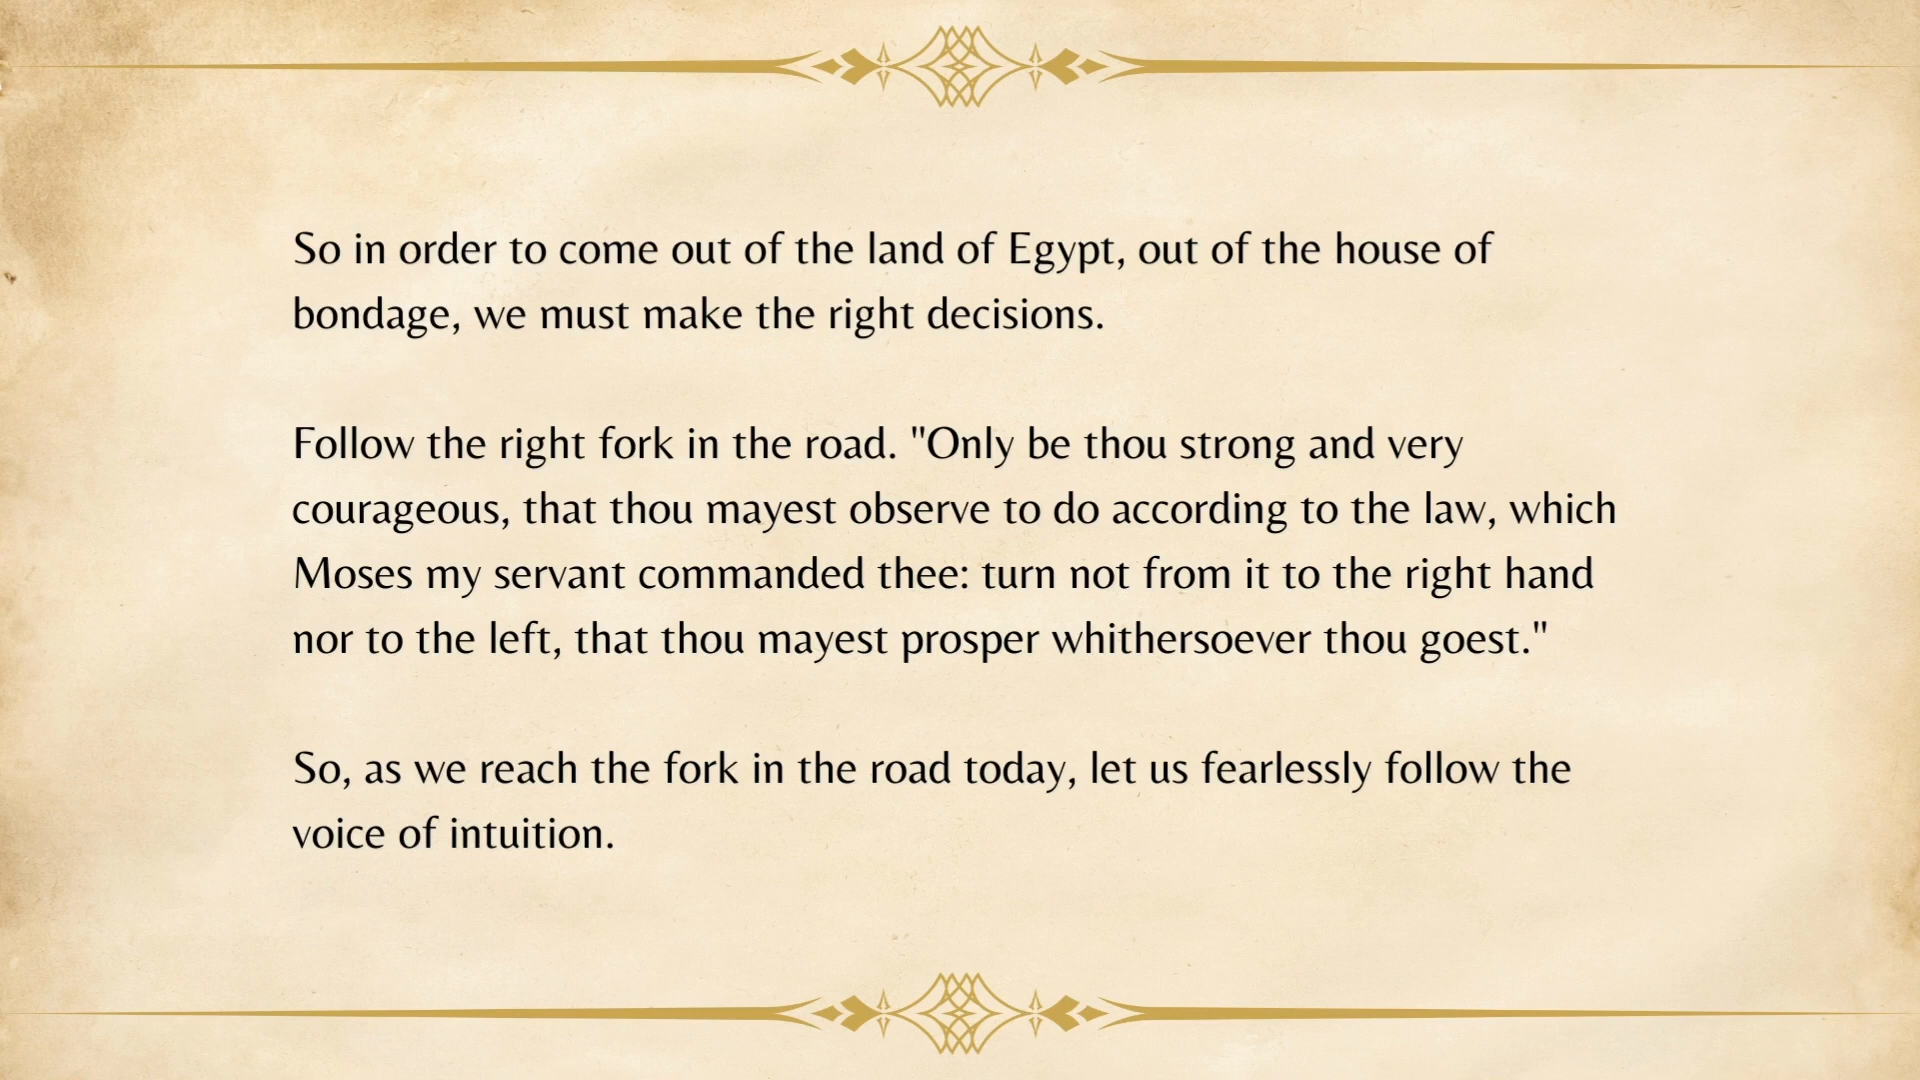 So in order to come out of the land of Egypt, out of the house of
bondage, we must make the right decisions.
Follow the right fork in the road. "Only be thou strong and very
courageous, that thou mayest observe to do according to the law, which
Moses my servant commanded thee: turn not from it to the right hand
nor to the left, that thou mayest prosper whithersoever thou goest."
So, as we reach the fork in the road today, let us fearlessly follow the
voice of intuition.